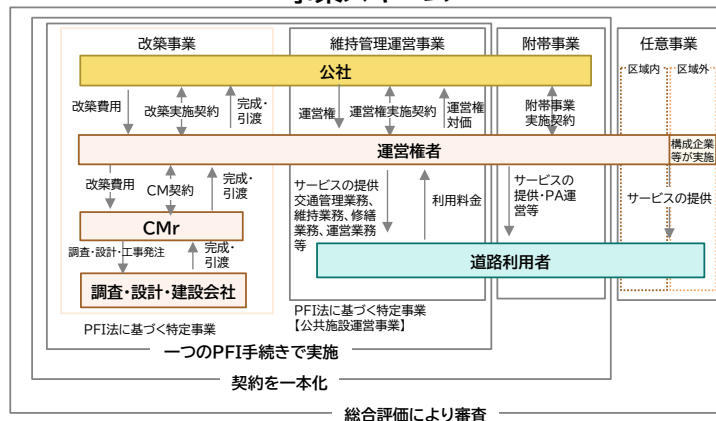 改築事業
維持管理運営事業
附帯事業
任意事業
区域内
区域外
公社
改築費用
改築実施契約
完成・
引渡
運営権
運営権実施契約
運営権
対価
附帯事業
実施契約
運営権者
構成企業
等が実施
改築費用
CM契約
完成・
引渡
サービスの提供
交通管理業務、
維持業務、修繕
業務、運営業務
等
利用料金
サービスの
提供・PA運
営等
サービスの提供
CMr
調査・設計・工事発注
完成・
引渡
道路利用者
調査・設計・建設会社
PFI法に基づく特定事業
PFI法に基づく特定事業
【公共施設運営事業】
一つのPFI手続きで実施
契約を一本化
総合評価により審査